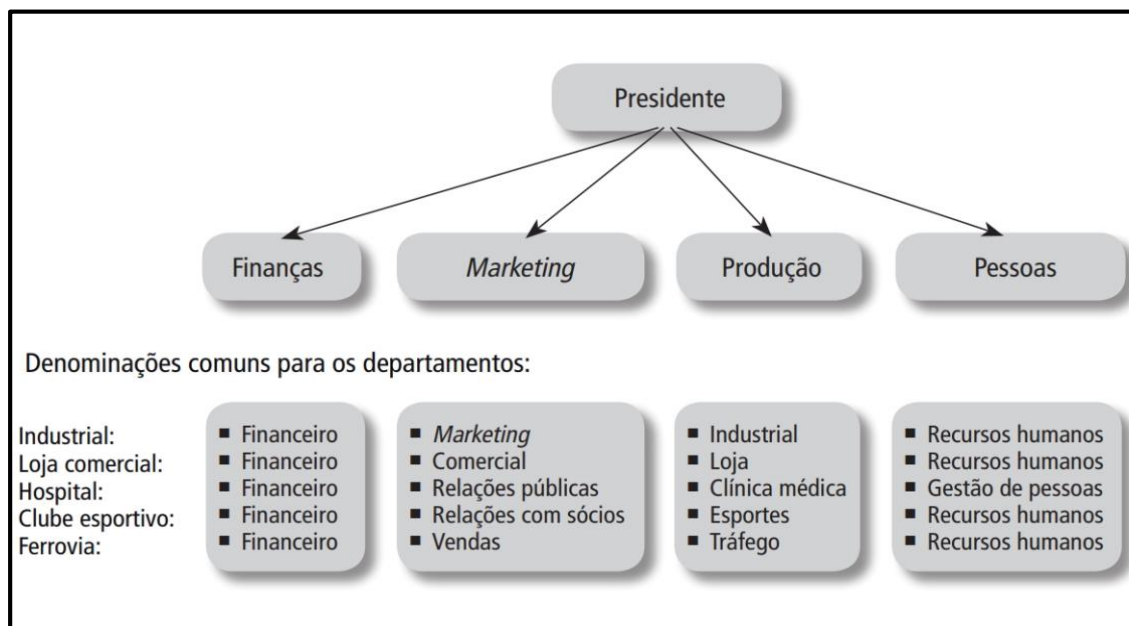 Presidente
Finanças
Marketing
Produção
Pessoas
Denominações comuns para os departamentos:
Industrial: ■ Financeiro ■ Marketing ■ Industrial ■ Recursos humanos
Loja comercial: ■ Financeiro ■ Comercial ■ Loja ■ Recursos humanos
Hospital: ■ Financeiro ■ Relações públicas ■ Clínica médica ■ Gestão de pessoas
Clube esportivo: ■ Financeiro ■ Relações com sócios ■ Esportes ■ Recursos humanos
Ferrovia: ■ Financeiro ■ Vendas ■ Tráfego ■ Recursos humanos